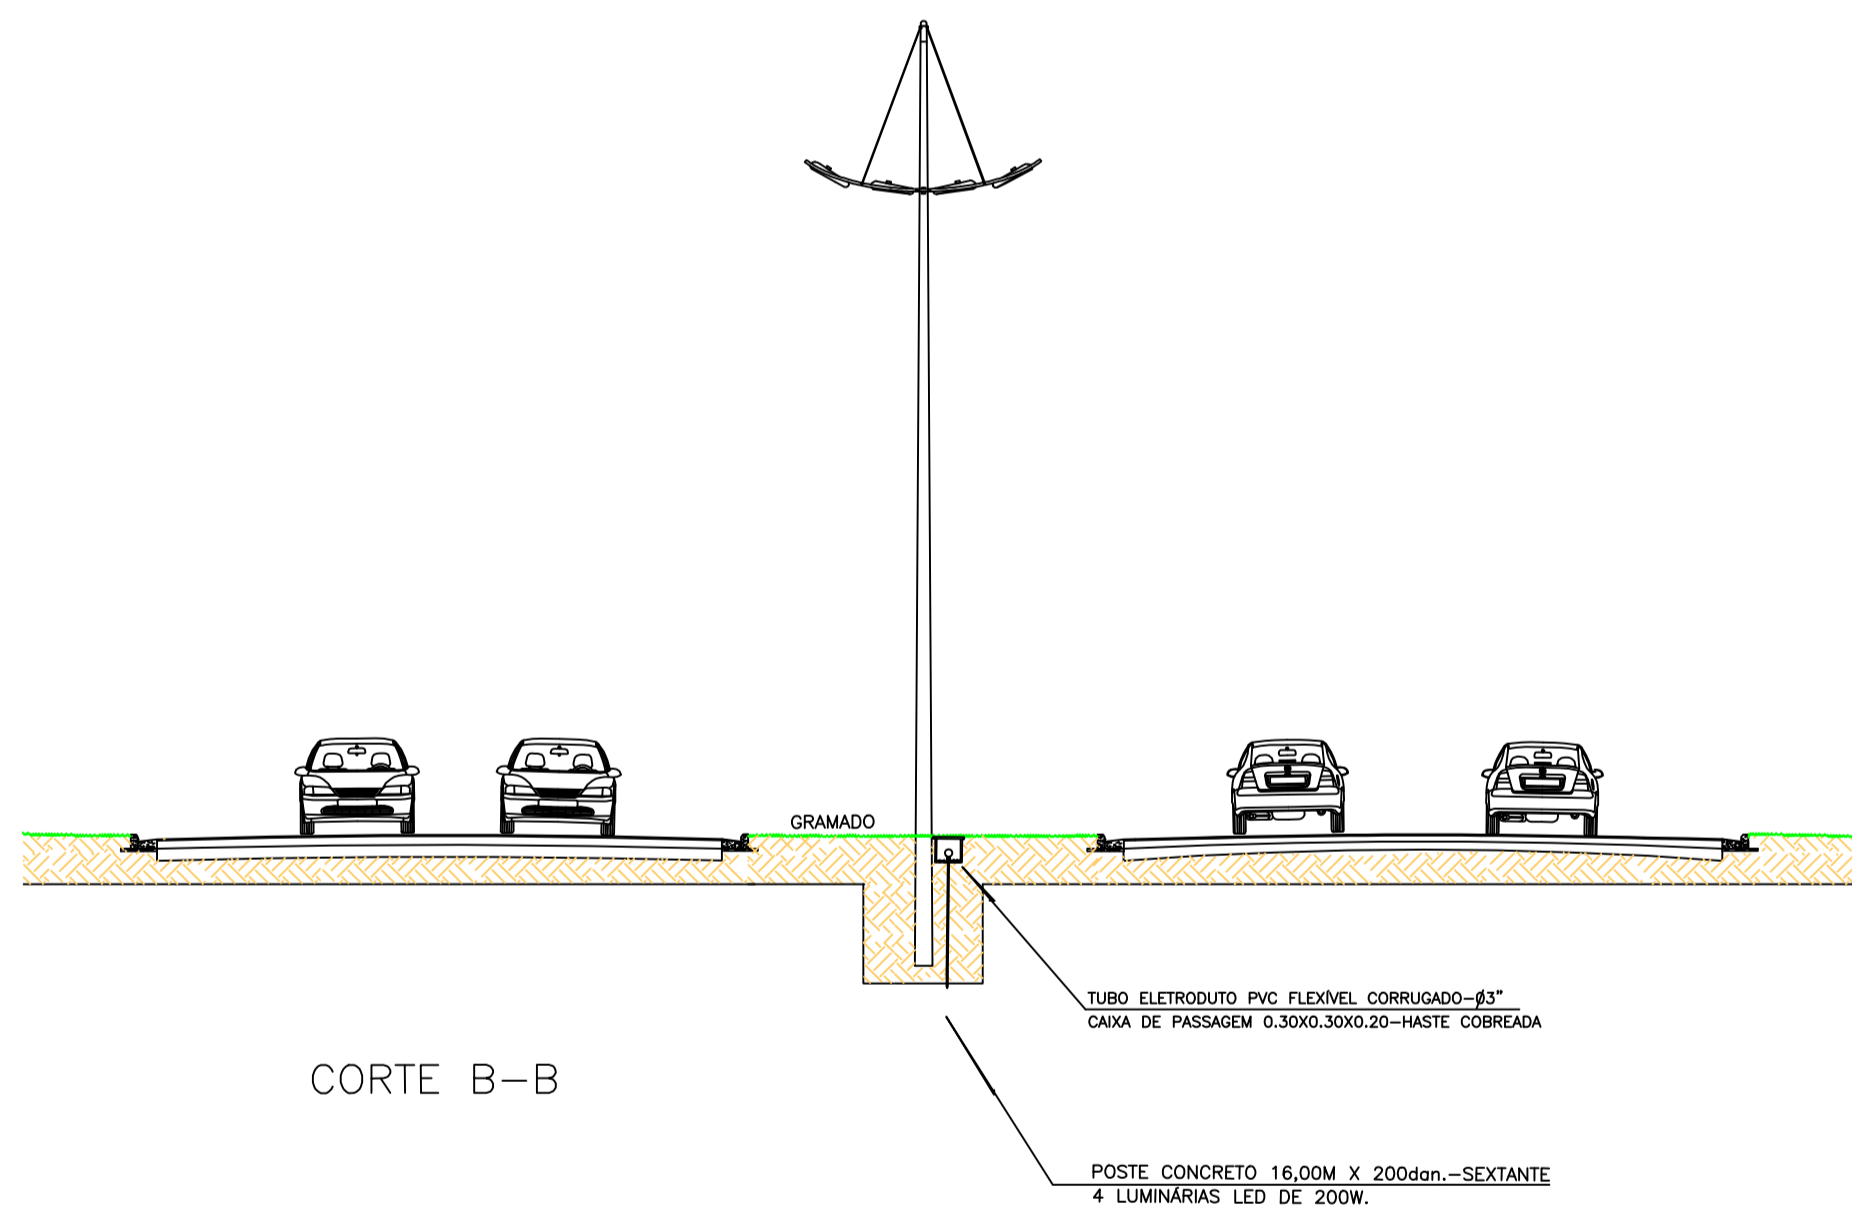 GRAMADO
TUBO ELETRODUTO PVC FLEXÍVEL CORRUGADO-Ø3"
CAIXA DE PASSAGEM 0.30X0.30X0.20-HASTE COBREADA
CORTE B-B
POSTE CONCRETO 16,00M X 200dan.-SEXTANTE
4 LUMINÁRIAS LED DE 200W.